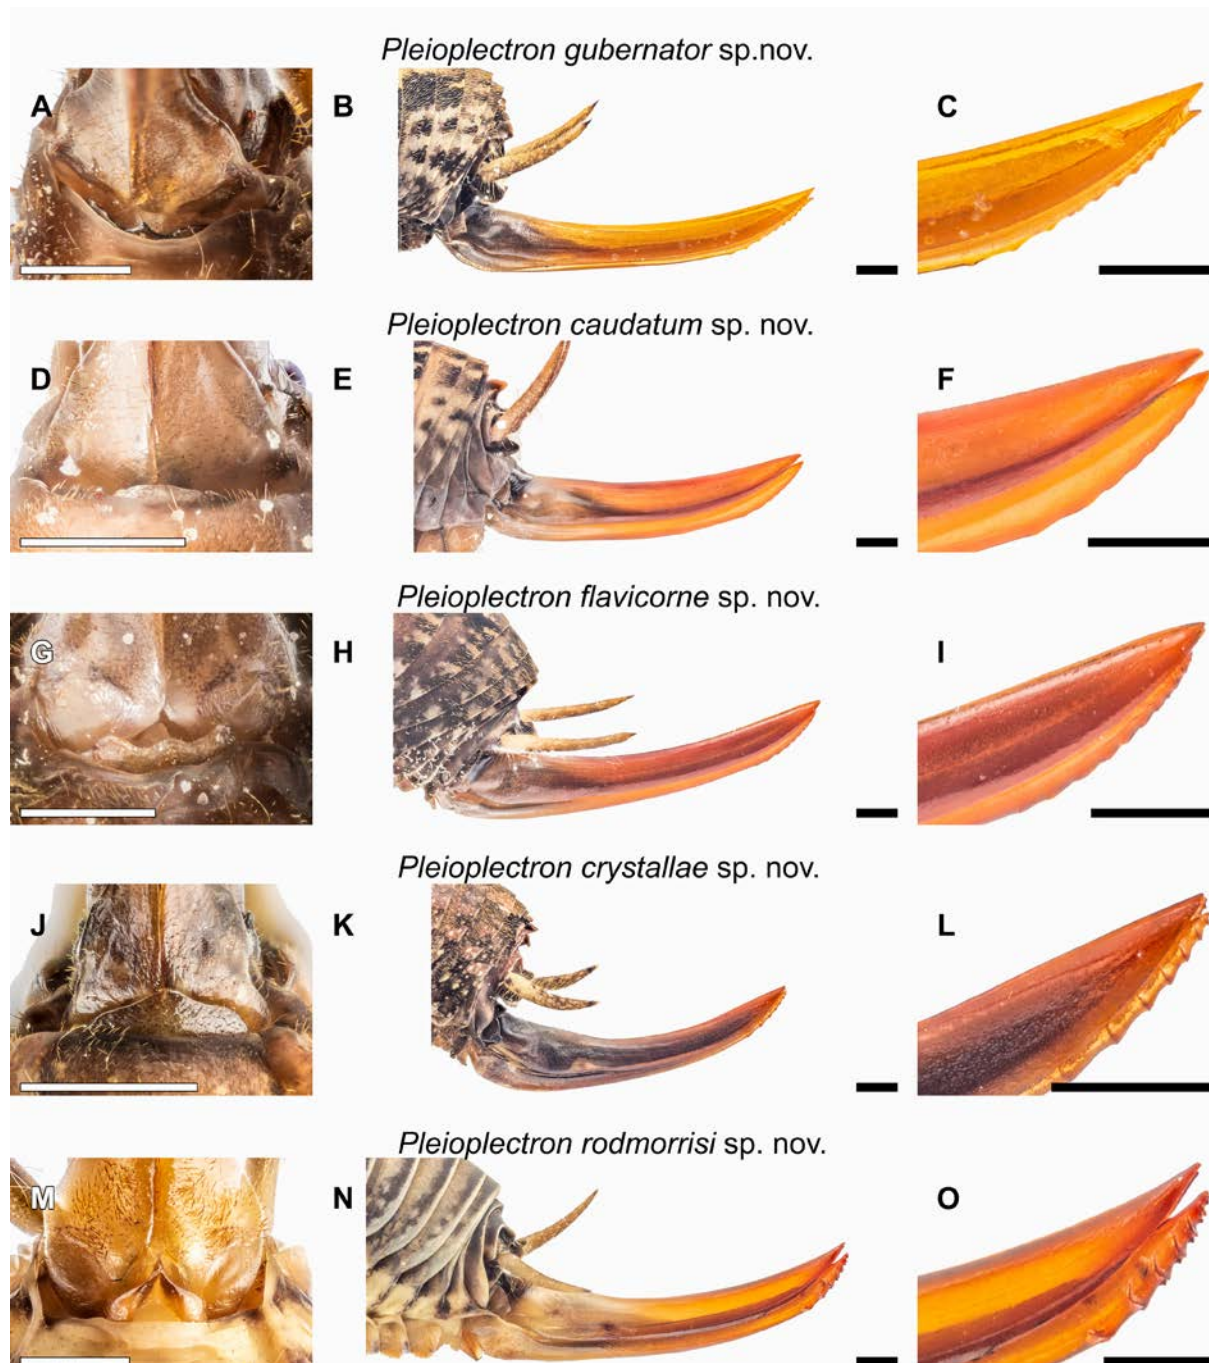 Pleioplectron gubernator sp.nov.
A B C
Pleioplectron caudatum sp. nov.
D E F
Pleioplectron flavicorne sp. nov.
G H I
Pleioplectron crystallae sp. nov.
J K L
Pleioplectron rodmorrisi sp. nov.
M N O